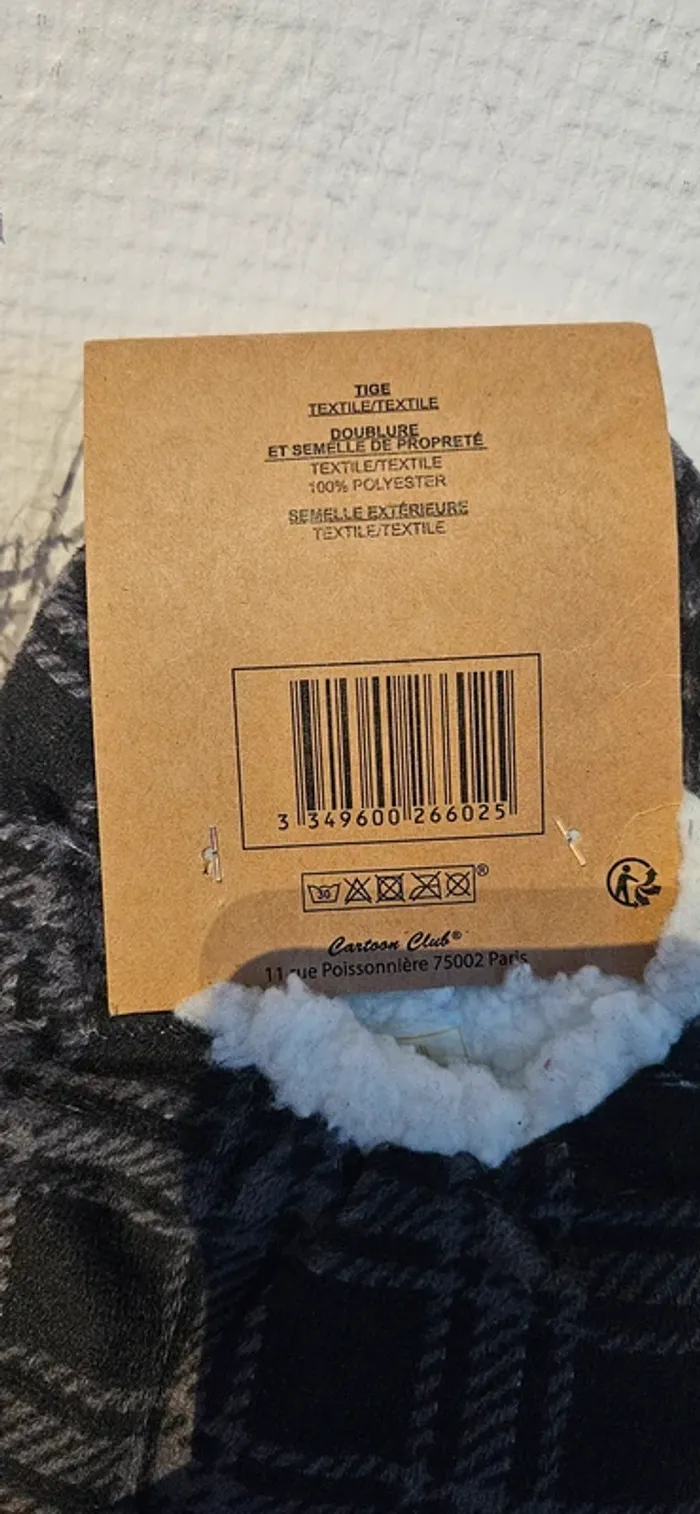 TIGE
TEXTILE/TEXTILE
DOUBLURE
ET SEMELLE DE PROPRETÉ
TEXTILE/TEXTILE
100% POLYESTER
SEMELLE EXTÉRIEURE
TEXTILE/TEXTILE
3 349600 266025
30 ®
Cartoon Club®
11 rue Poissonnière 75002 Paris